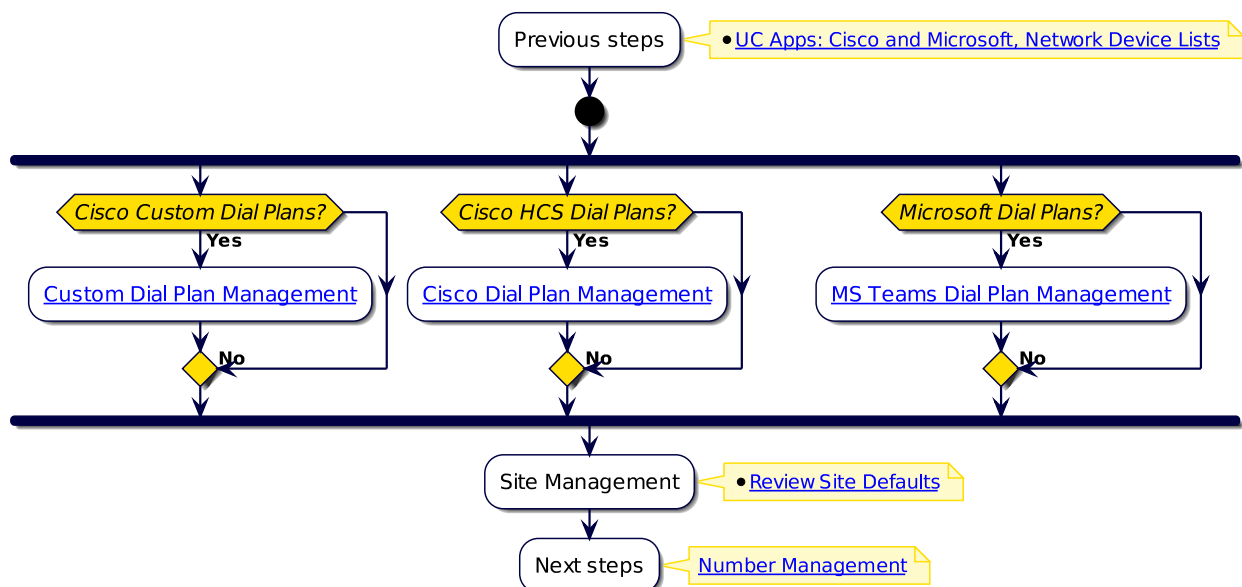 Previous steps
UC Apps: Cisco and Microsoft, Network Device Lists
Cisco Custom Dial Plans?
Cisco HCS Dial Plans?
Microsoft Dial Plans?
Yes
Yes
Yes
Custom Dial Plan Management
Cisco Dial Plan Management
MS Teams Dial Plan Management
No
No
No
Site Management
Review Site Defaults
Next steps
Number Management